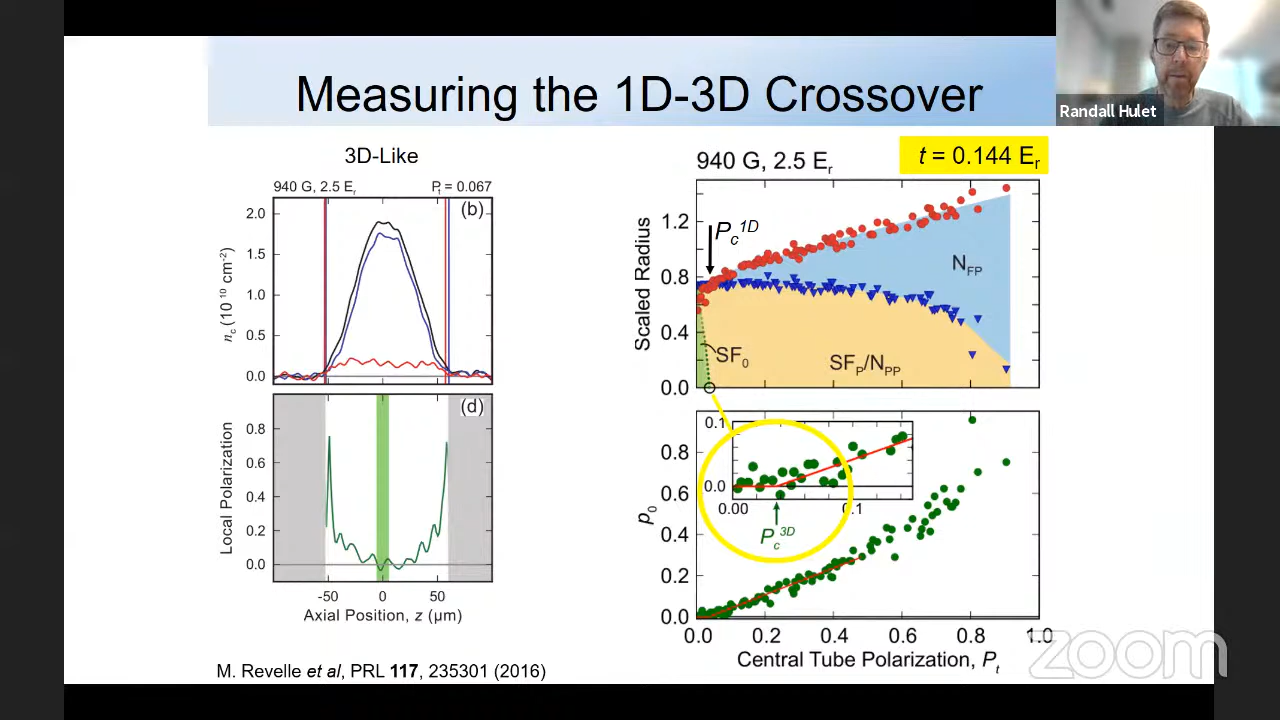 Measuring the 1D-3D Crossover
Randall Hulet
3D-Like
940 G, 2.5 Er Pt = 0.067
(b)
2.0
1.5
1.0
0.5
0.0
nc (10 10 cm-2)
(d)
0.8
0.6
0.4
0.2
0.0
Local Polarization
-50 0 50
Axial Position, z (μm)
M. Revelle et al, PRL 117, 235301 (2016)
940 G, 2.5 Er
t = 0.144 Er
1.2
0.8
0.4
0.0
Scaled Radius
Pc1D
NFP
SF0
SFP/NPP
0.8
0.6
0.4
0.2
0.0
p0
0.1
0.0
0.00 0.1
Pc3D
0.0 0.2 0.4 0.6 0.8 1.0
Central Tube Polarization, Pt
zoom